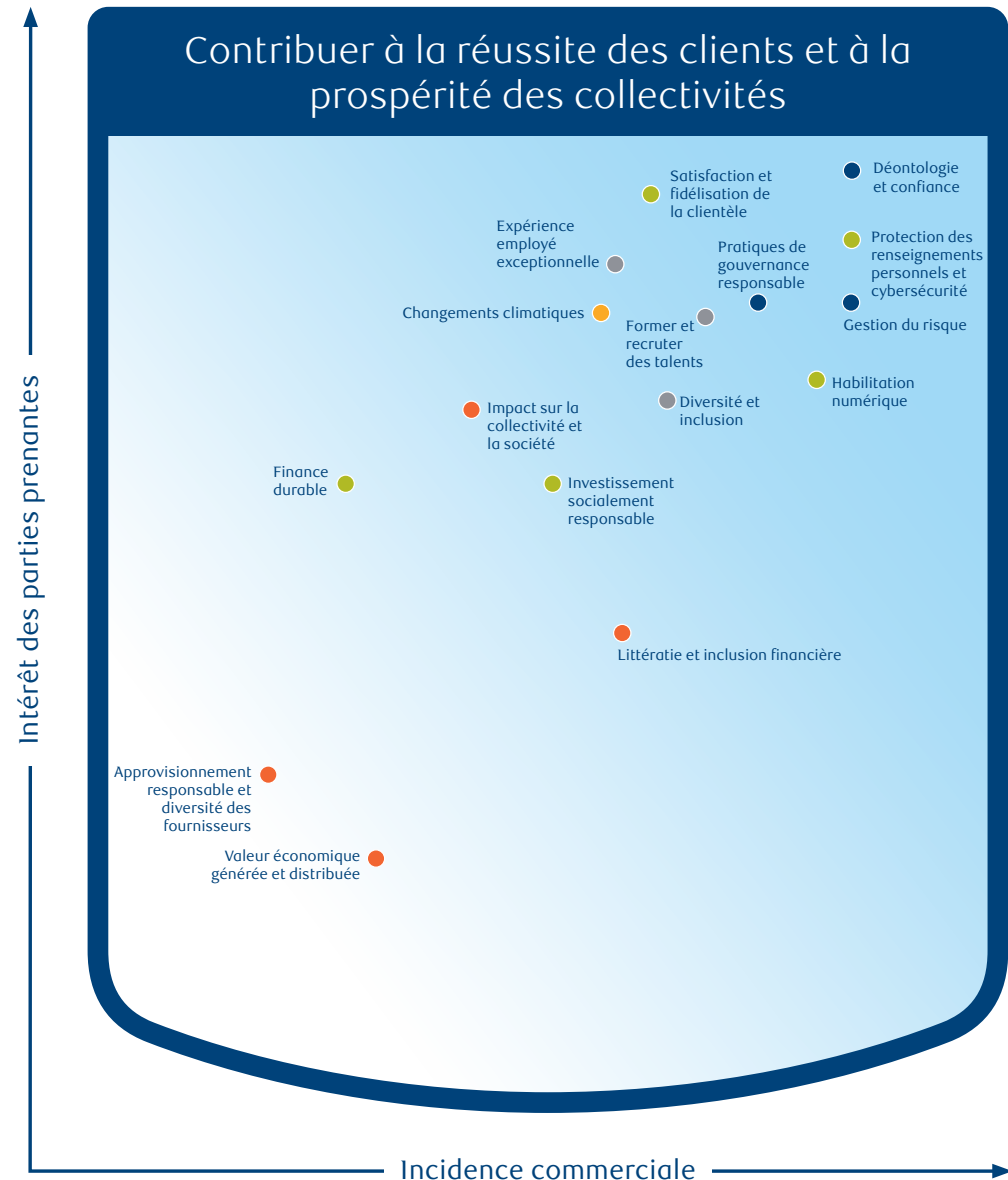 Contribuer à la réussite des clients et à la
prospérité des collectivités
Déontologie
et confiance
Satisfaction et
fidélisation de
la clientèle
Expérience
employé
exceptionnelle
Protection des
renseignements
personnels et
cybersécurité
Pratiques de
gouvernance
responsable
Changements climatiques
Former et
recruter
des talents
Gestion du risque
Habilitation
numérique
Diversité et
inclusion
Impact sur la
collectivité et
la société
Finance
durable
Investissement
socialement
responsable
Littératie et inclusion financière
Approvisionnement
responsable et
diversité des
fournisseurs
Valeur économique
générée et distribuée
Intérêt des parties prenantes
Incidence commerciale